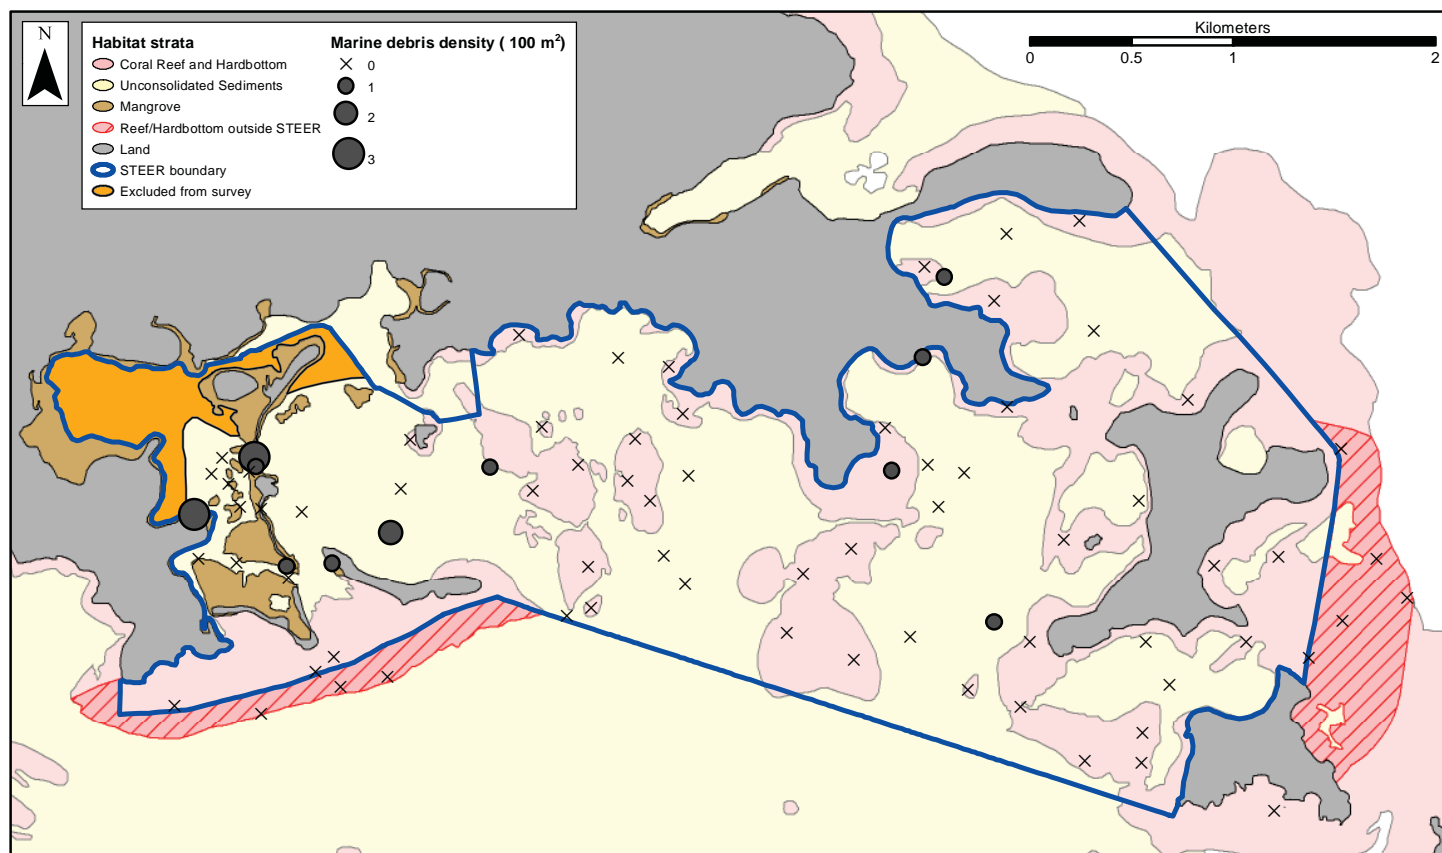 N
Habitat strata
Coral Reef and Hardbottom
Unconsolidated Sediments
Mangrove
Reef/Hardbottom outside STEER
Land
STEER boundary
Excluded from survey
Marine debris density ( 100 m²)
0
1
2
3
Kilometers
0 0.5 1 2